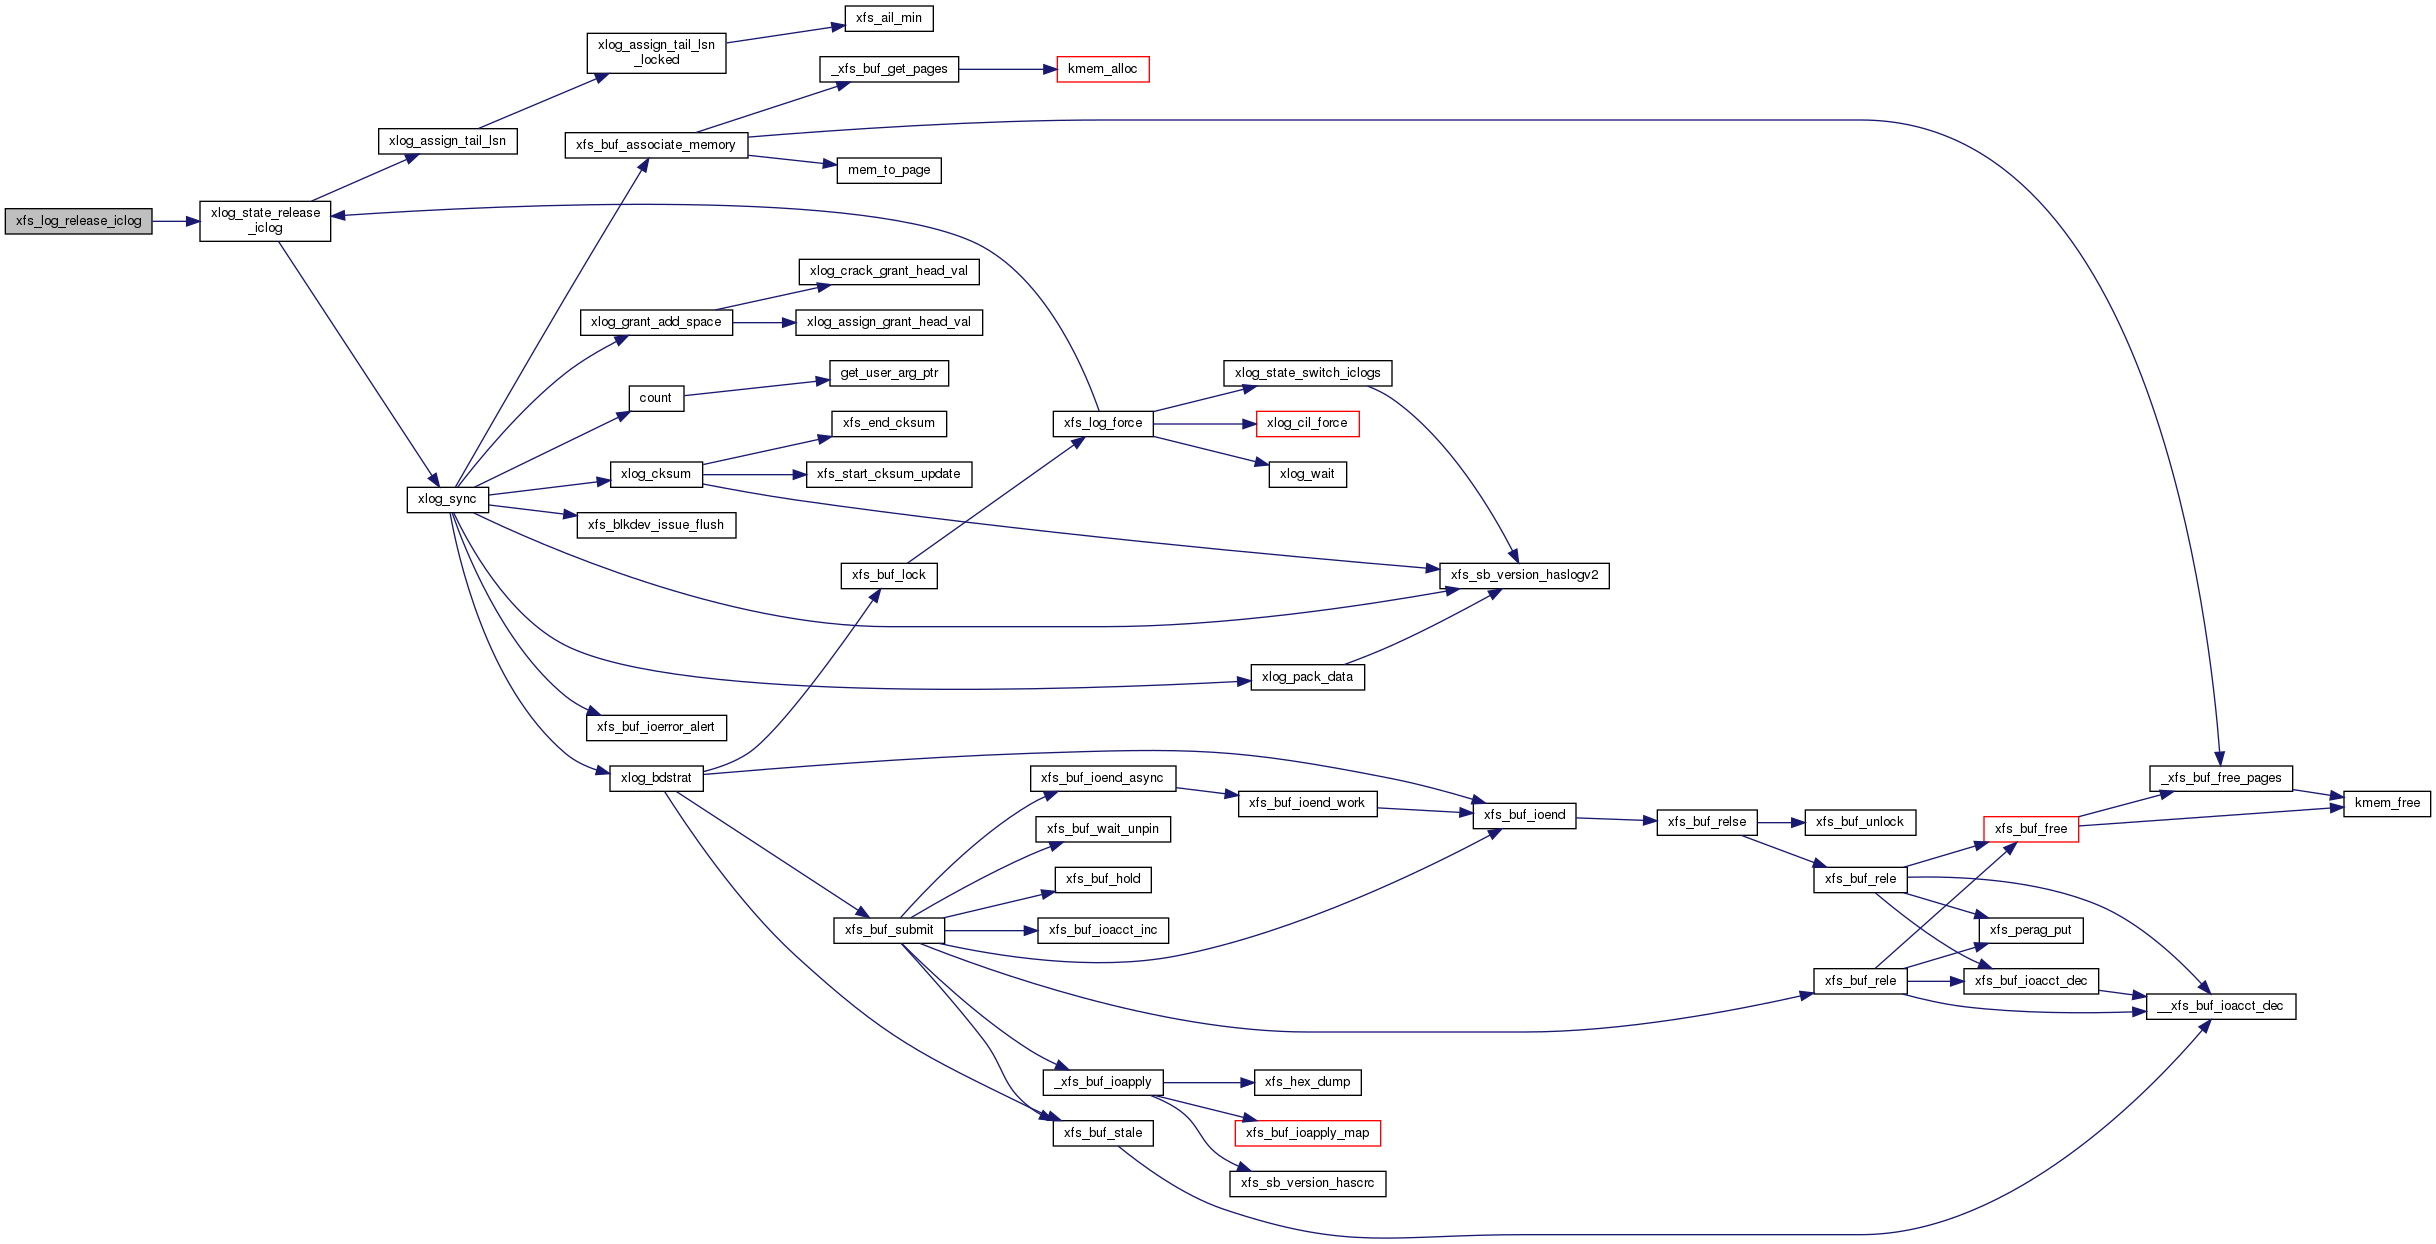 xfs_ail_min
xlog_assign_tail_lsn
_locked
_xfs_buf_get_pages
kmem_alloc
xlog_assign_tail_lsn
xfs_buf_associate_memory
mem_to_page
xfs_log_release_iclog
xlog_state_release
_iclog
xlog_crack_grant_head_val
xlog_grant_add_space
xlog_assign_grant_head_val
get_user_arg_ptr
xlog_state_switch_iclogs
count
xfs_end_cksum
xfs_log_force
xlog_cil_force
xlog_cksum
xfs_start_cksum_update
xlog_wait
xlog_sync
xfs_blkdev_issue_flush
xfs_buf_lock
xfs_sb_version_haslogv2
xlog_pack_data
xfs_buf_ioerror_alert
xlog_bdstrat
xfs_buf_ioend_async
_xfs_buf_free_pages
xfs_buf_ioend_work
kmem_free
xfs_buf_ioend
xfs_buf_relse
xfs_buf_unlock
xfs_buf_wait_unpin
xfs_buf_free
xfs_buf_hold
xfs_buf_rele
xfs_buf_submit
xfs_buf_ioacct_inc
xfs_perag_put
xfs_buf_rele
xfs_buf_ioacct_dec
__xfs_buf_ioacct_dec
_xfs_buf_ioapply
xfs_hex_dump
xfs_buf_stale
xfs_buf_ioapply_map
xfs_sb_version_hascrc